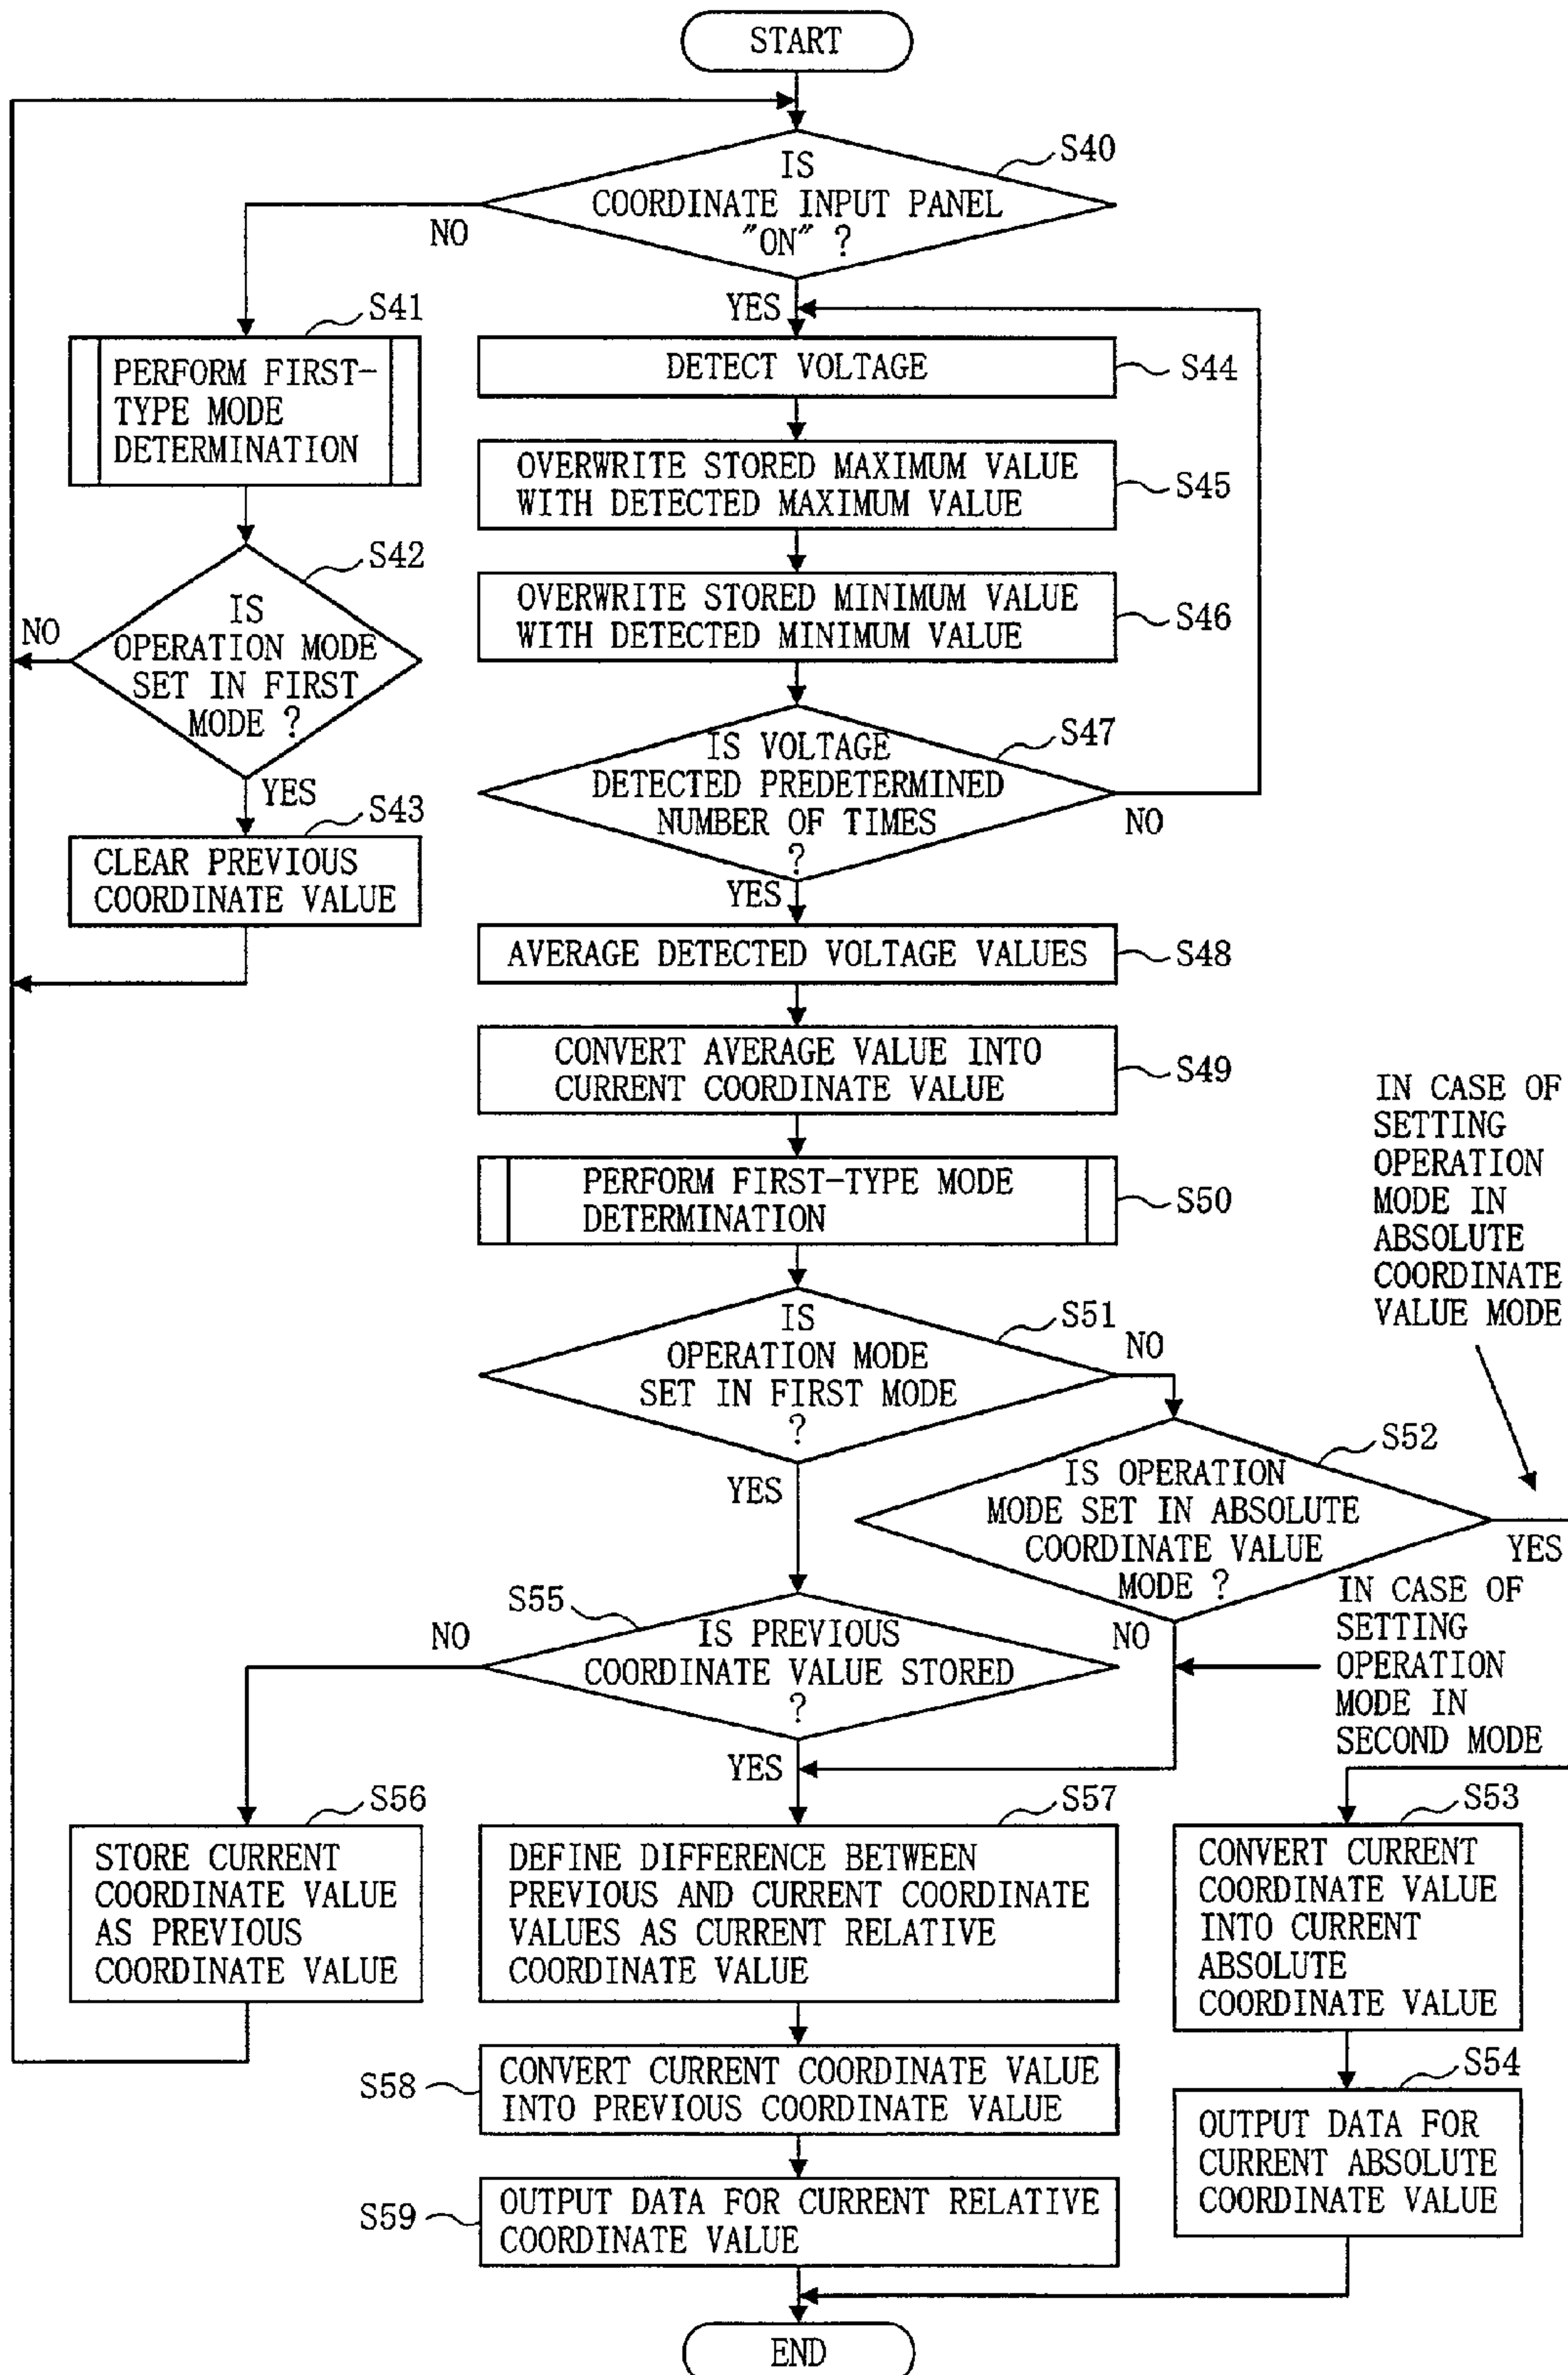 START
IS
COORDINATE INPUT PANEL
"ON" ?
S40
NO
YES
S41
PERFORM FIRST-
TYPE MODE
DETERMINATION
DETECT VOLTAGE
S44
OVERWRITE STORED MAXIMUM VALUE
WITH DETECTED MAXIMUM VALUE
S45
S42
IS
OPERATION MODE
SET IN FIRST
MODE ?
NO
YES
OVERWRITE STORED MINIMUM VALUE
WITH DETECTED MINIMUM VALUE
S46
S47
IS VOLTAGE
DETECTED PREDETERMINED
NUMBER OF TIMES
?
NO
YES
S43
CLEAR PREVIOUS
COORDINATE VALUE
AVERAGE DETECTED VOLTAGE VALUES
S48
CONVERT AVERAGE VALUE INTO
CURRENT COORDINATE VALUE
S49
PERFORM FIRST-TYPE MODE
DETERMINATION
S50
IN CASE OF
SETTING
OPERATION
MODE IN
ABSOLUTE
COORDINATE
VALUE MODE
IS
OPERATION MODE
SET IN FIRST MODE
?
S51
NO
YES
S52
IS OPERATION
MODE SET IN ABSOLUTE
COORDINATE VALUE
MODE ?
YES
NO
IN CASE OF
SETTING
OPERATION
MODE IN
SECOND MODE
S55
IS PREVIOUS
COORDINATE VALUE STORED
?
NO
YES
S56
STORE CURRENT
COORDINATE VALUE
AS PREVIOUS
COORDINATE VALUE
S57
DEFINE DIFFERENCE BETWEEN
PREVIOUS AND CURRENT COORDINATE
VALUES AS CURRENT RELATIVE
COORDINATE VALUE
S53
CONVERT CURRENT
COORDINATE VALUE
INTO CURRENT
ABSOLUTE
COORDINATE VALUE
S58
CONVERT CURRENT COORDINATE VALUE
INTO PREVIOUS COORDINATE VALUE
S54
OUTPUT DATA FOR
CURRENT ABSOLUTE
COORDINATE VALUE
S59
OUTPUT DATA FOR CURRENT RELATIVE
COORDINATE VALUE
END